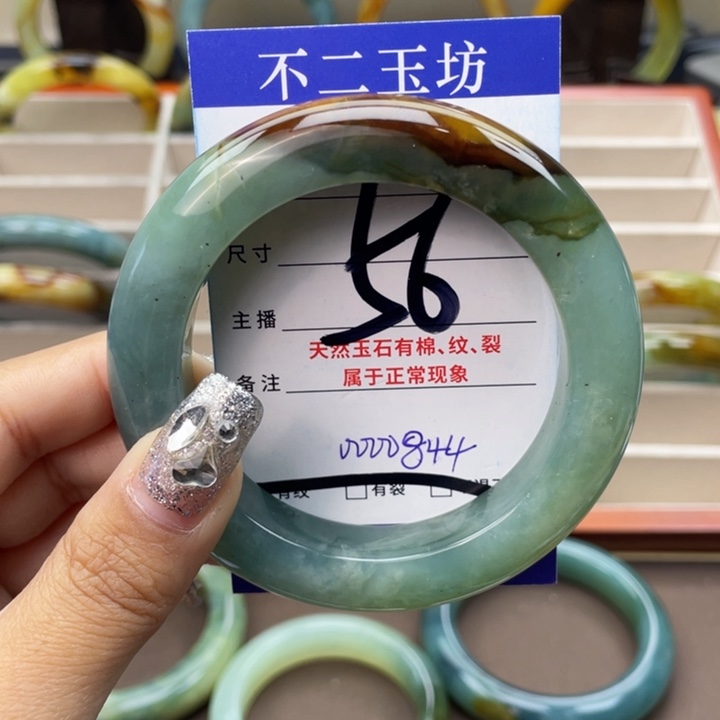 不二玉坊
56
尺寸
主播
天然玉石有棉、纹、裂
属于正常现象
备注
0000844
有纹 有裂